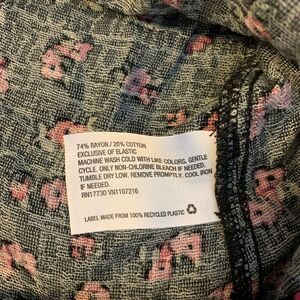 74% RAYON / 26% COTTON
EXCLUSIVE OF ELASTIC
MACHINE WASH COLD WITH LIKE COLORS. GENTLE
CYCLE. ONLY NON-CHLORINE BLEACH IF NEEDED.
TUMBLE DRY LOW. REMOVE PROMPTLY. COOL IRON
IF NEEDED.
RN17730 VN1107216
LABEL MADE FROM 100% RECYCLED PLASTIC